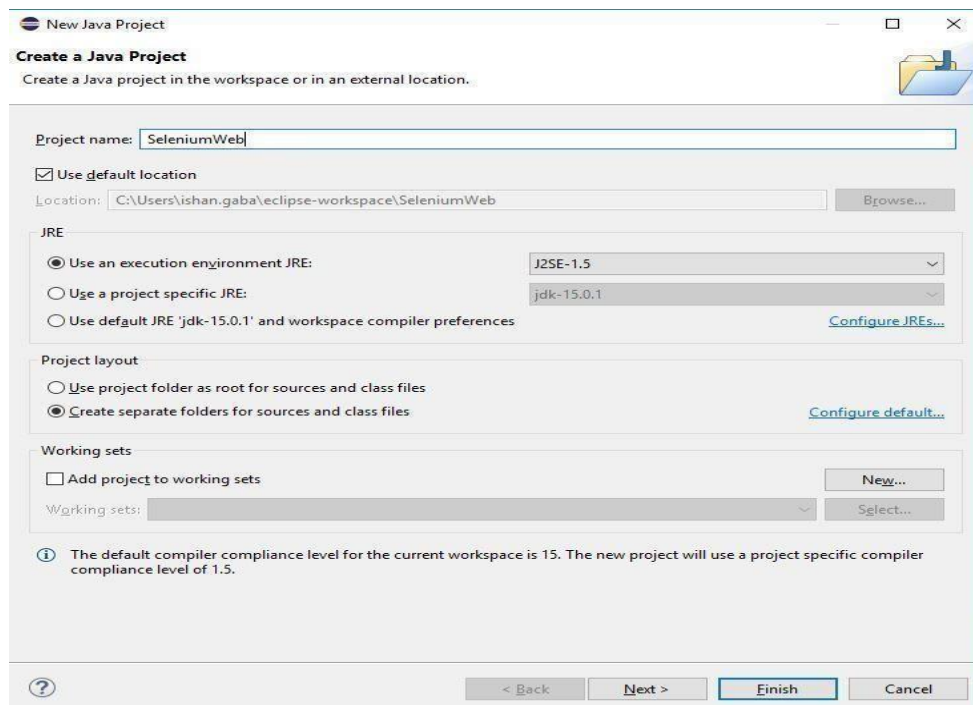 New Java Project
Create a Java Project
Create a Java project in the workspace or in an external location.
Project name: SeleniumWeb
Use default location
Location: C:\Users\ishan.gaba\eclipse-workspace\SeleniumWeb Browse...
JRE
Use an execution environment JRE: J2SE-1.5
Use a project specific JRE: jdk-15.0.1
Use default JRE 'jdk-15.0.1' and workspace compiler preferences Configure JREs...
Project layout
Use project folder as root for sources and class files
Create separate folders for sources and class files Configure default...
Working sets
Add project to working sets New...
Working sets: Select...
The default compiler compliance level for the current workspace is 15. The new project will use a project specific compiler
compliance level of 1.5.
? < Back Next > Finish Cancel